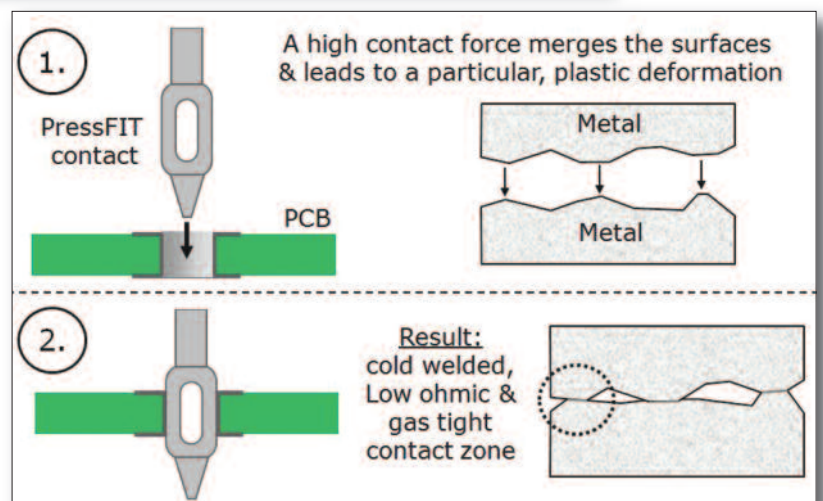 1.
A high contact force merges the surfaces
& leads to a particular, plastic deformation
PressFIT
contact
PCB
Metal
Metal
2.
Result:
cold welded,
Low ohmic &
gas tight
contact zone